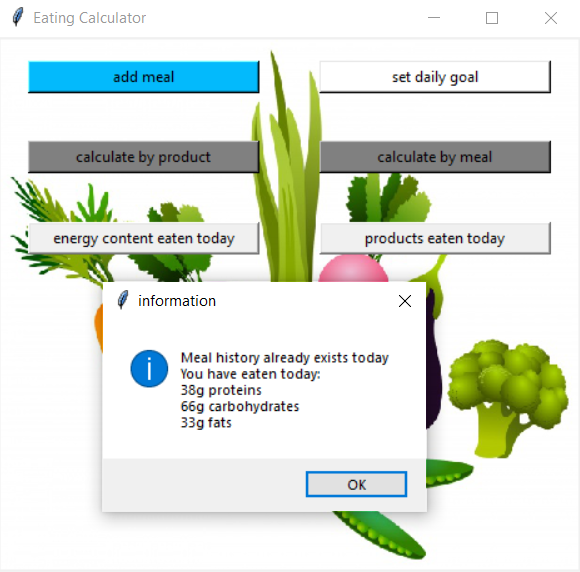 Eating Calculator
add meal
set daily goal
calculate by product
calculate by meal
energy content eaten today
products eaten today
information
Meal history already exists today
You have eaten today:
38g proteins
66g carbohydrates
33g fats
OK